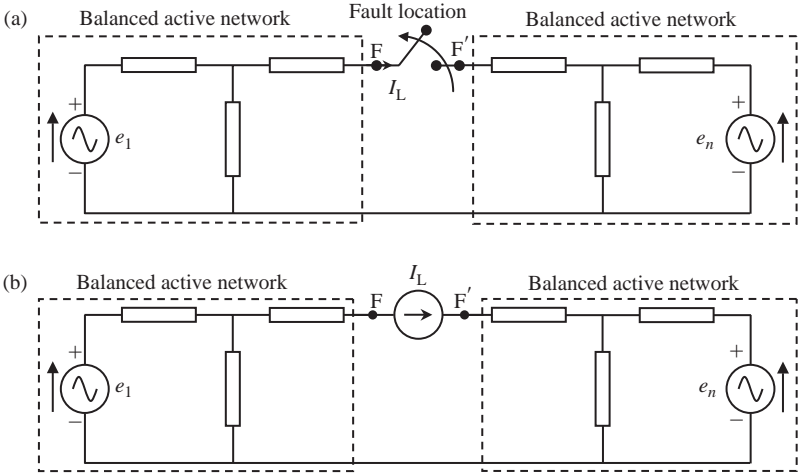 (a)
Balanced active network
Fault location
Balanced active network
F
F′
I_L
+
e_1
−
+
e_n
−
(b)
Balanced active network
I_L
Balanced active network
F
F′
+
e_1
−
+
e_n
−